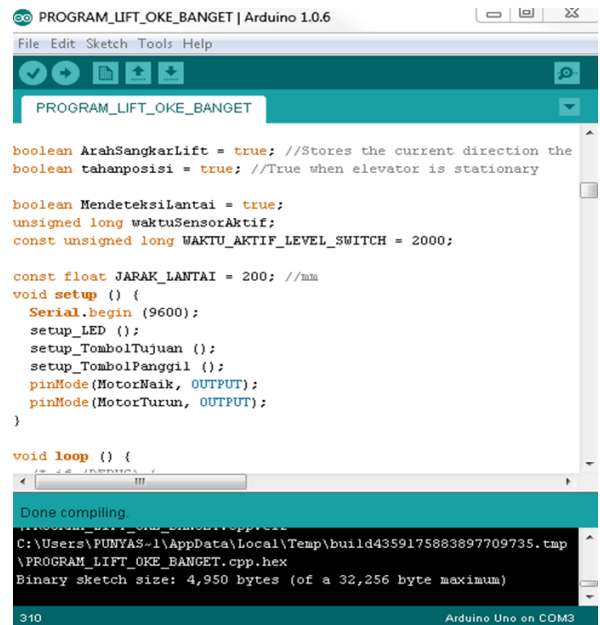 PROGRAM_LIFT_OKE_BANGET | Arduino 1.0.6
File Edit Sketch Tools Help
PROGRAM_LIFT_OKE_BANGET
boolean ArahSangkarLift = true; //Stores the current direction the
boolean tahanposisi = true; //True when elevator is stationary
boolean MendeteksiLantai = true;
unsigned long waktuSensorAktif;
const unsigned long WAKTU_AKTIF_LEVEL_SWITCH = 2000;
const float JARAK_LANTAI = 200; //mm
void setup () {
Serial.begin (9600);
setup_LED ();
setup_TombolTujuan ();
setup_TombolPanggil ();
pinMode(MotorNaik, OUTPUT);
pinMode(MotorTurun, OUTPUT);
}
void loop () {
Done compiling.
C:\Users\PUNYAS~1\AppData\Local\Temp\build4359175883897709735.tmp
\PROGRAM_LIFT_OKE_BANGET.cpp.hex
Binary sketch size: 4,950 bytes (of a 32,256 byte maximum)
310
Arduino Uno on COM3